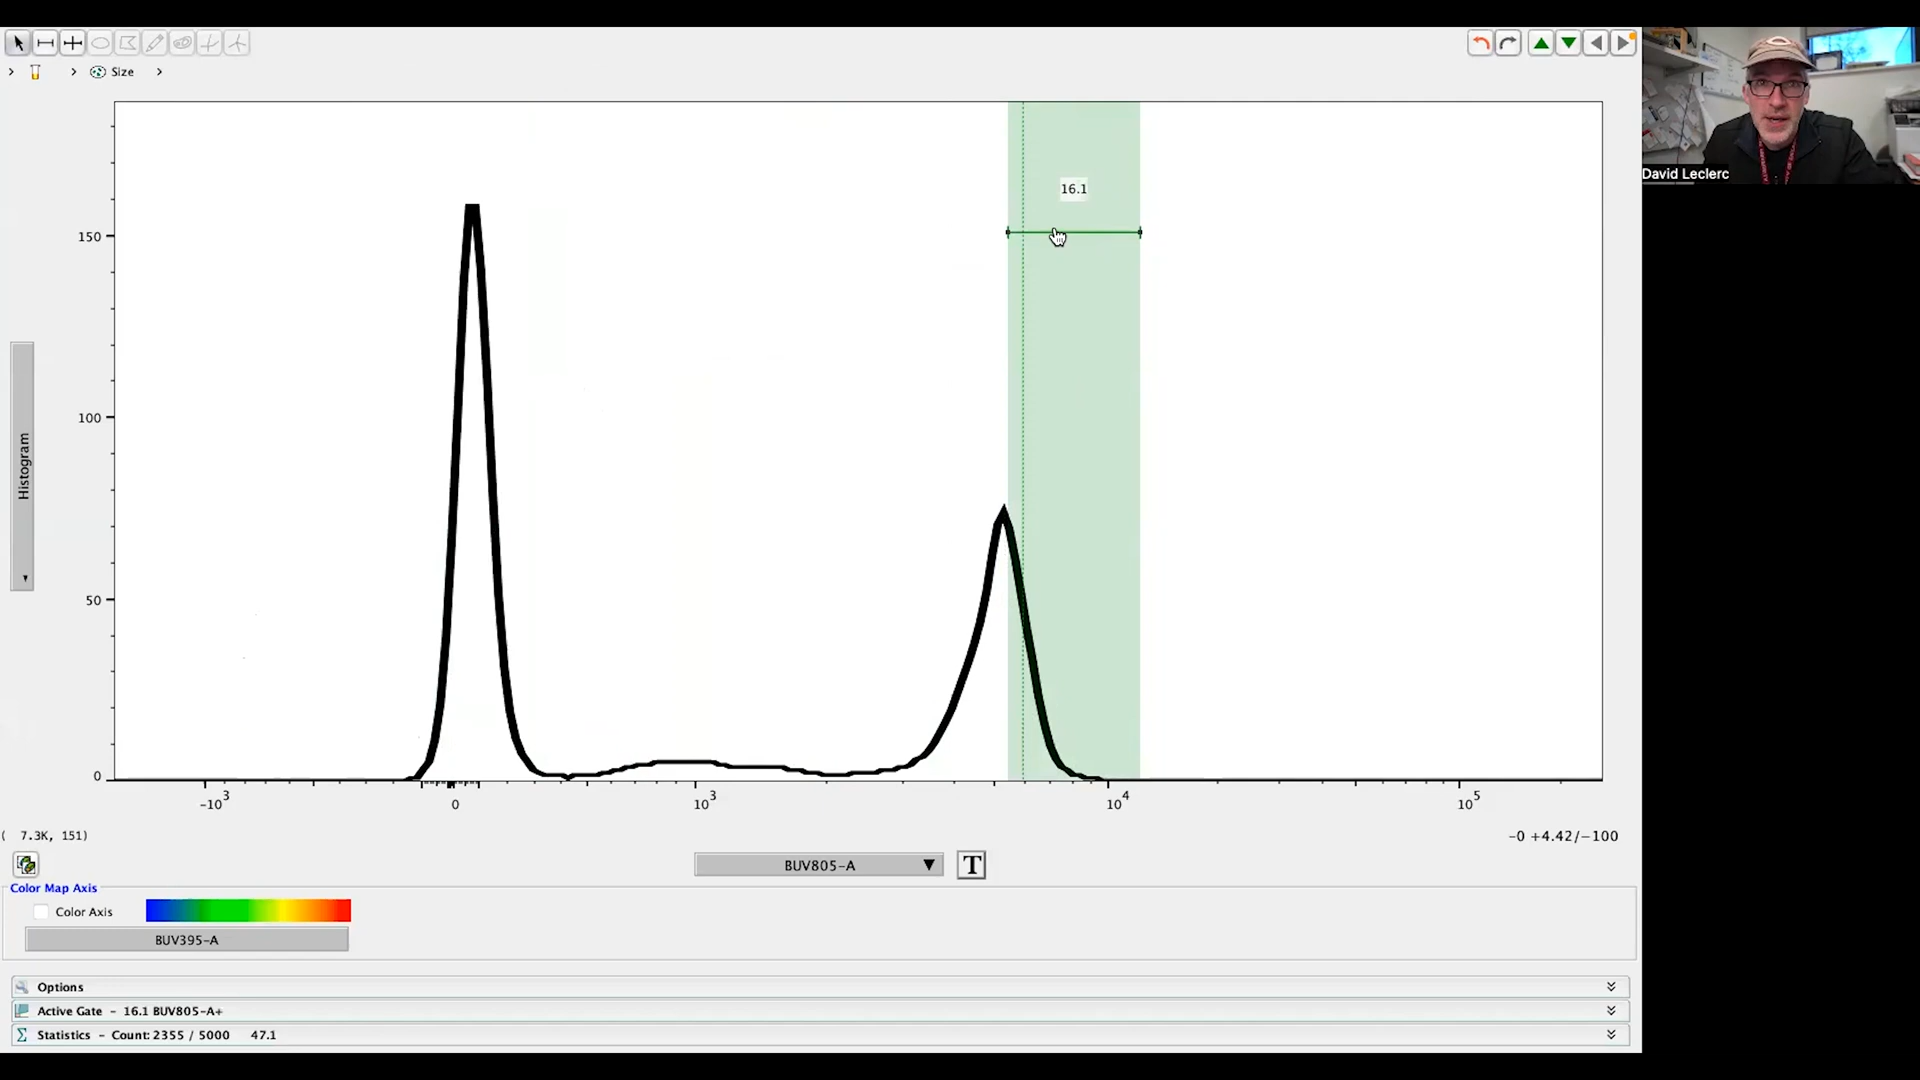 Size
David Leclerc
16.1
150
100
50
0
Histogram
-10^3
0
10^3
10^4
10^5
( 7.3K, 151)
-0 +4.42/-100
BUV805-A
T
Color Map Axis
Color Axis
BUV395-A
Options
Active Gate - 16.1 BUV805-A+
Statistics - Count: 2355 / 5000 47.1